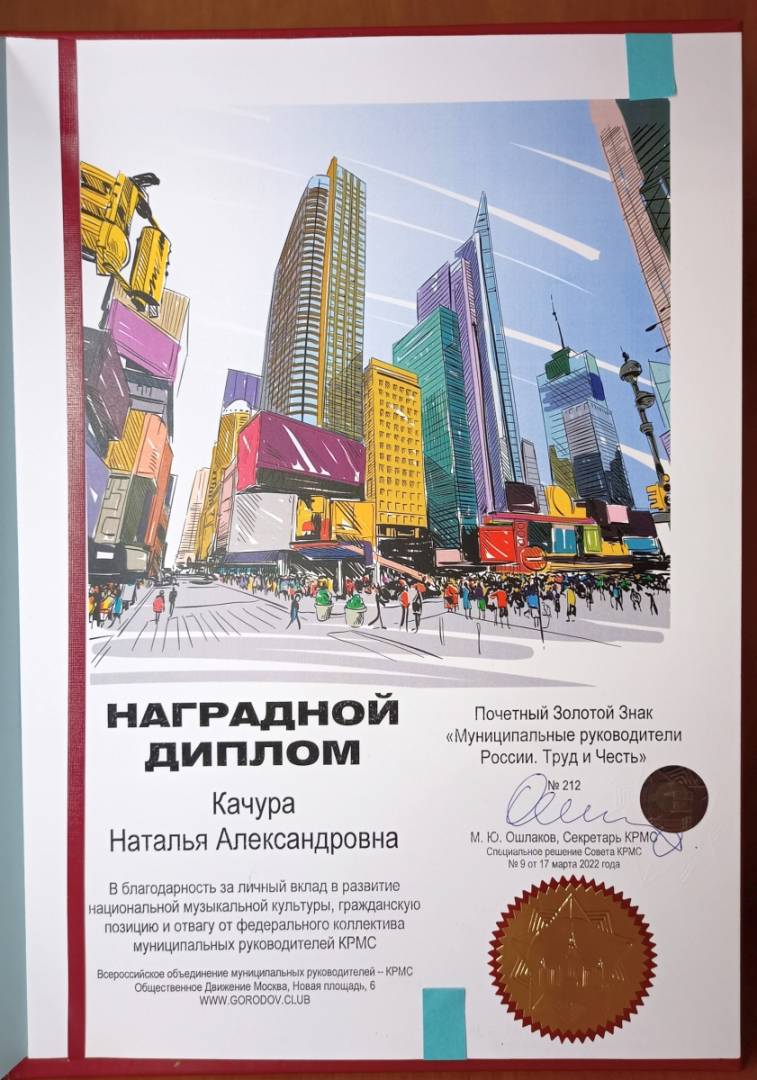 НАГРАДНОЙ
ДИПЛОМ
Качура
Наталья Александровна
В благодарность за личный вклад в развитие
национальной музыкальной культуры, гражданскую
позицию и отвагу от федерального коллектива
муниципальных руководителей КРМС
Всероссийское объединение муниципальных руководителей – КРМС
Общественное Движение Москва, Новая площадь, 6
WWW.GORODOV.CLUB
Почетный Золотой Знак
«Муниципальные руководители
России. Труд и Честь»
№ 212
М. Ю. Ошлаков, Секретарь КРМС
Специальное решение Совета КРМС
№ 9 от 17 марта 2022 года